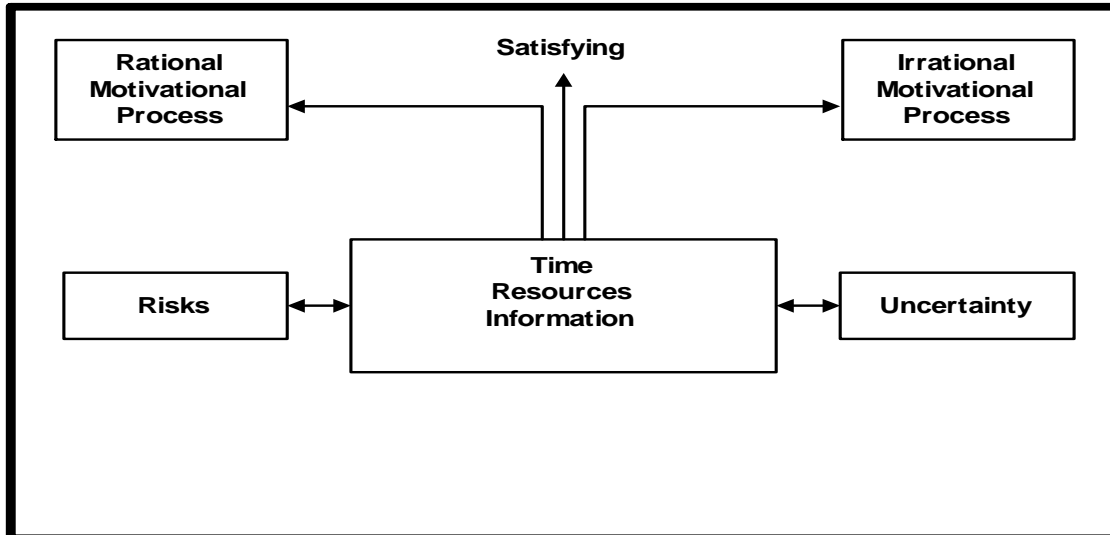 Rational
Motivational
Process
Satisfying
Irrational
Motivational
Process
Risks
Time
Resources
Information
Uncertainty